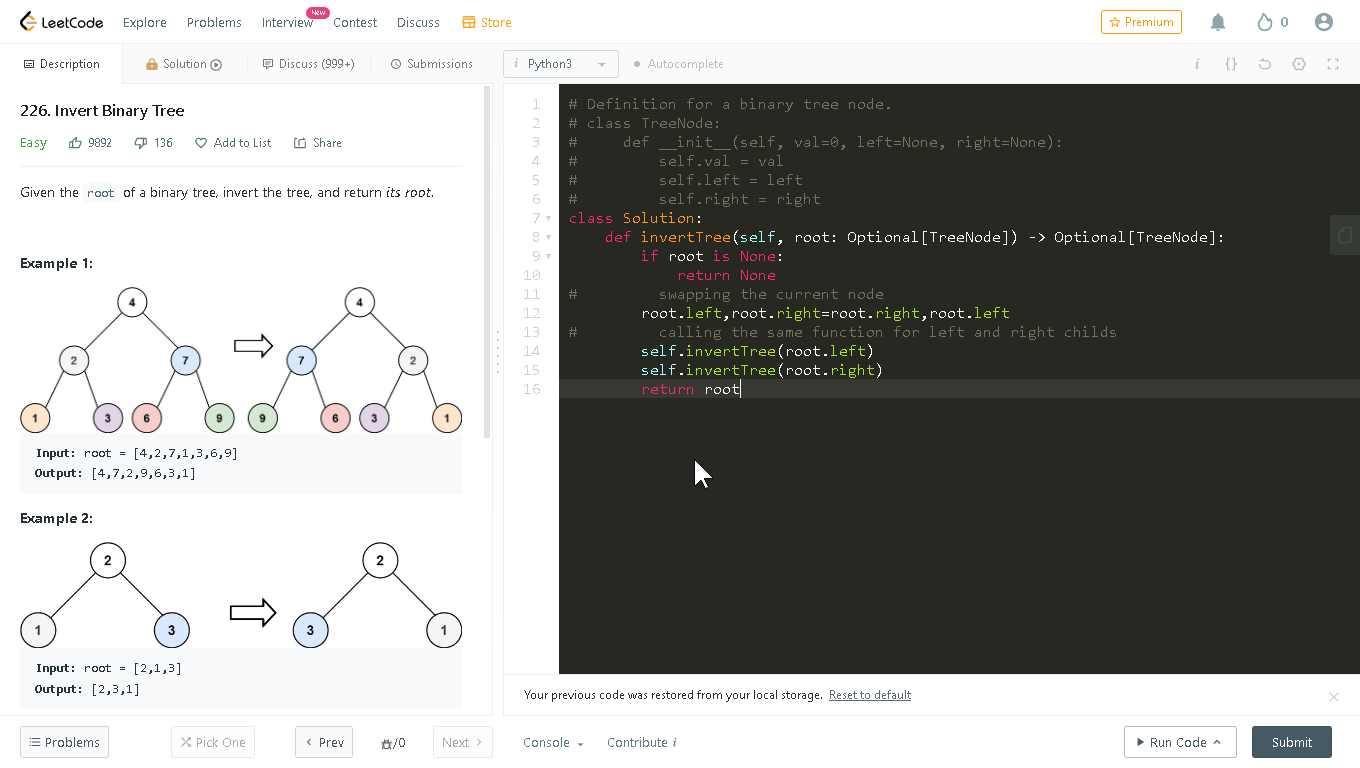 LeetCode Explore Problems Interview New Contest Discuss Store Premium 0
Description Solution Discuss (999+) Submissions
i Python3 Autocomplete i {}
226. Invert Binary Tree
Easy 9892 136 Add to List Share
Given the root of a binary tree, invert the tree, and return its root.
Example 1:
4 4
2 7 7 2
1 3 6 9 9 6 3 1
Input: root = [4,2,7,1,3,6,9]
Output: [4,7,2,9,6,3,1]
Example 2:
2 2
1 3 3 1
Input: root = [2,1,3]
Output: [2,3,1]
1 # Definition for a binary tree node.
2 # class TreeNode:
3 #     def __init__(self, val=0, left=None, right=None):
4 #         self.val = val
5 #         self.left = left
6 #         self.right = right
7 class Solution:
8     def invertTree(self, root: Optional[TreeNode]) -> Optional[TreeNode]:
9         if root is None:
10             return None
11 #         swapping the current node
12         root.left,root.right=root.right,root.left
13 #         calling the same function for left and right childs
14         self.invertTree(root.left)
15         self.invertTree(root.right)
16         return root
Your previous code was restored from your local storage. Reset to default
Problems Pick One Prev /0 Next Console Contribute i Run Code Submit